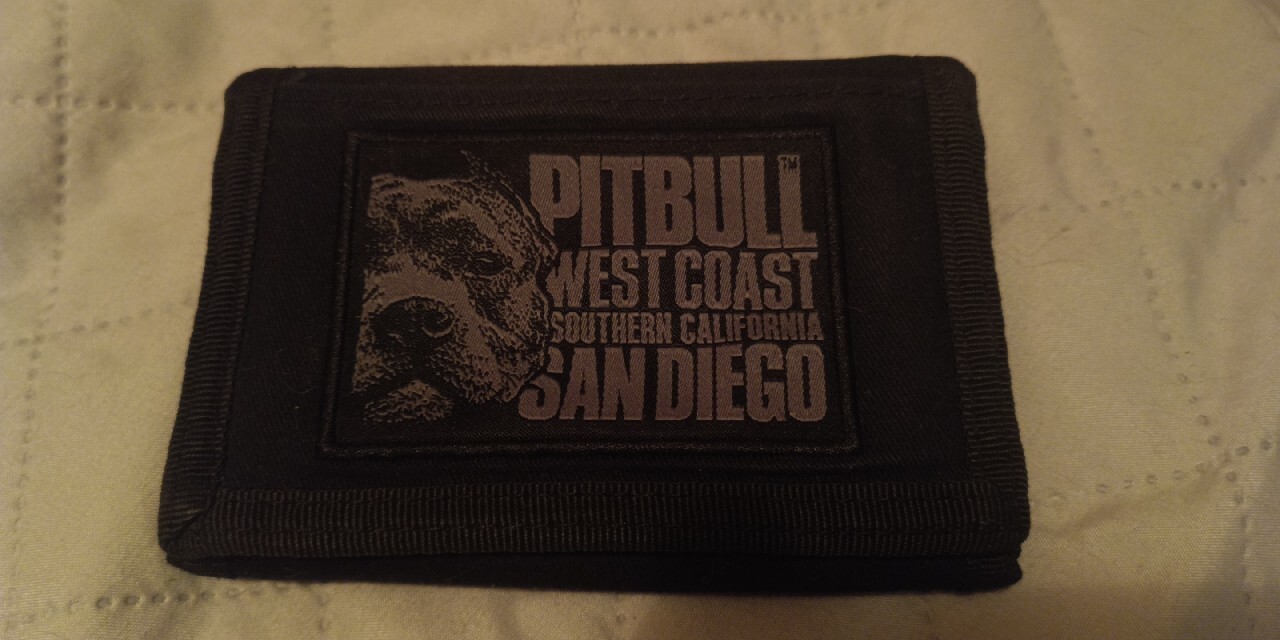 PITBULL™
WEST COAST
SOUTHERN CALIFORNIA
SAN DIEGO